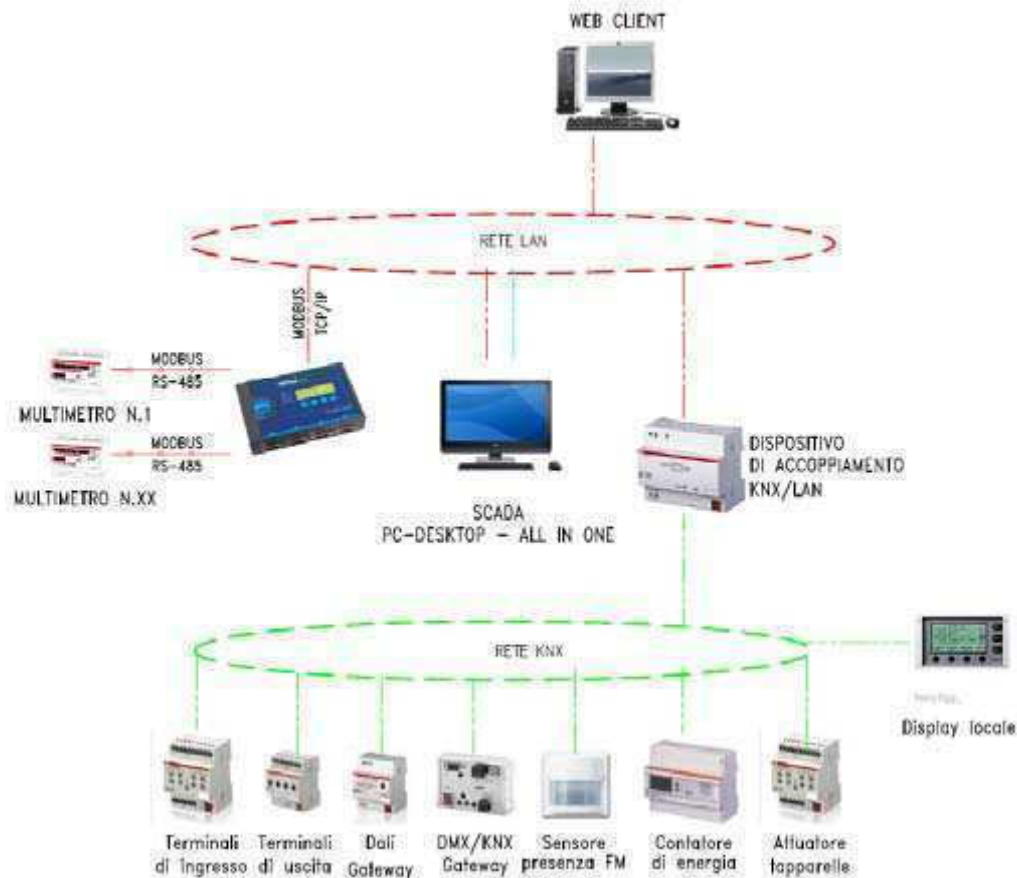 WEB CLIENT
RETE LAN
MODBUS
TCP/IP
MODBUS
RS-485
MULTIMETRO N.1
MODBUS
RS-485
MULTIMETRO N.XX
SCADA
PC-DESKTOP - ALL IN ONE
DISPOSITIVO
DI ACCOPPIAMENTO
KNX/LAN
RETE KNX
Display locale
Terminali
di ingresso
Terminali
di uscita
Dali
Gateway
DMX/KNX
Gateway
Sensore
presenza FM
Contatore
di energia
Attuatore
tapparelle